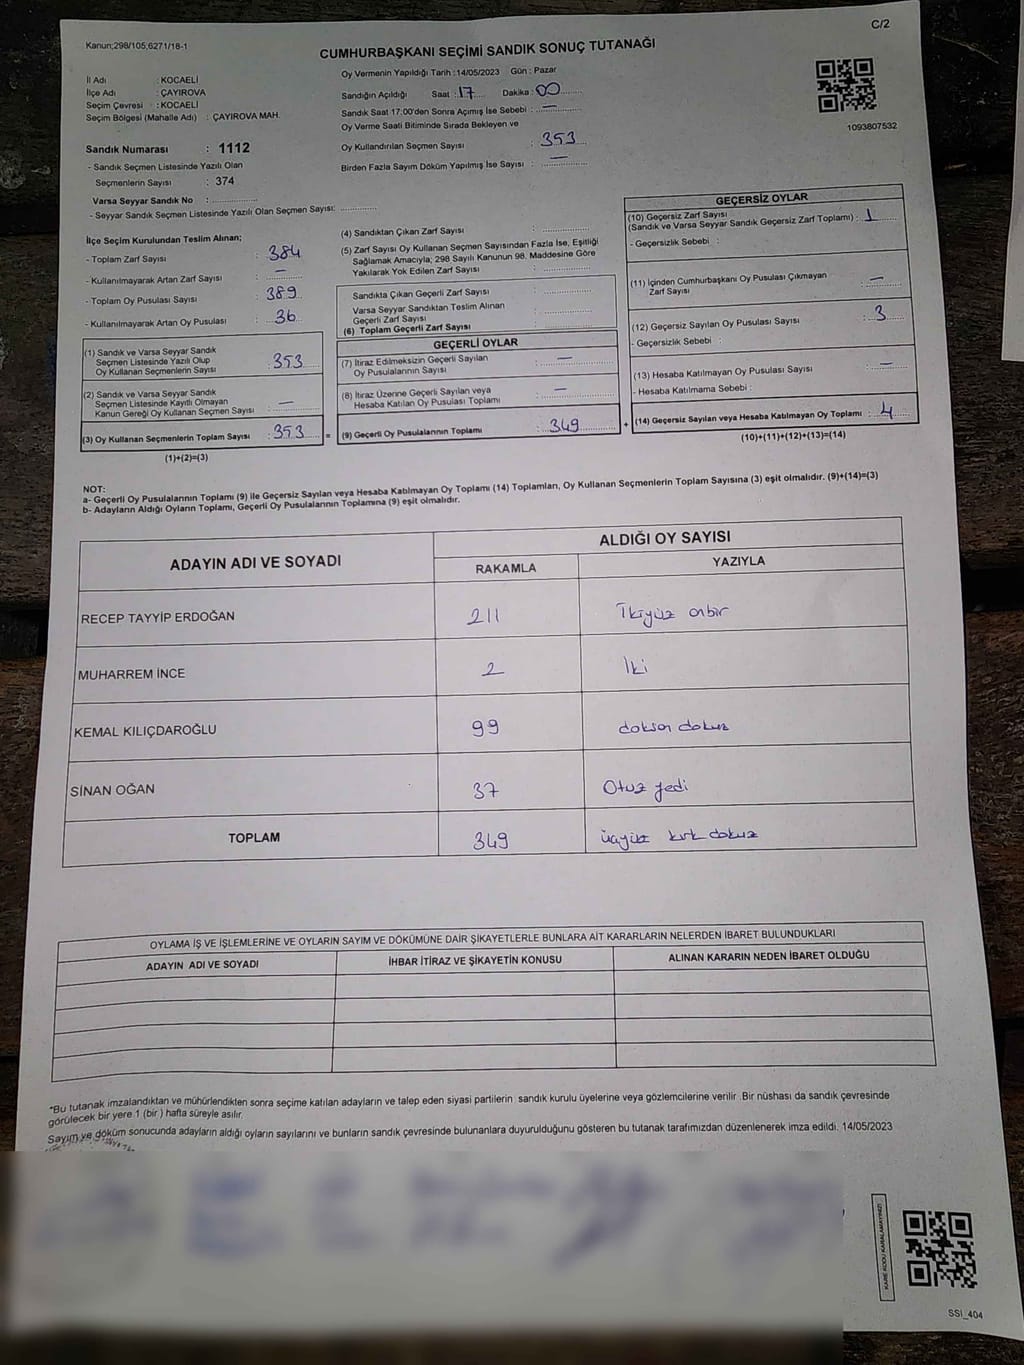 C/2
Kanun;298/105,6271/18-1
CUMHURBAŞKANI SEÇİMİ SANDIK SONUÇ TUTANAĞI
İl Adı : KOCAELİ
İlçe Adı : ÇAYIROVA
Seçim Çevresi : KOCAELİ
Seçim Bölgesi (Mahalle Adı) : ÇAYIROVA MAH.
Oy Vermenin Yapıldığı Tarih :14/05/2023 Gün : Pazar
Sandığın Açıldığı Saat :17 Dakika :00
Sandık Saat 17:00'den Sonra Açımış İse Sebebi : —
Oy Verme Saati Bitiminde Sırada Bekleyen ve
Oy Kullandırılan Seçmen Sayısı : 353
Birden Fazla Sayım Döküm Yapılmış İse Sayısı : —
1093807532
Sandık Numarası : 1112
- Sandık Seçmen Listesinde Yazılı Olan
Seçmenlerin Sayısı : 374
Varsa Seyyar Sandık No :
- Seyyar Sandık Seçmen Listesinde Yazılı Olan Seçmen Sayısı:
İlçe Seçim Kurulundan Teslim Alınan;
- Toplam Zarf Sayısı : 384
- Kullanılmayarak Artan Zarf Sayısı : —
- Toplam Oy Pusulası Sayısı : 389
- Kullanılmayarak Artan Oy Pusulası : 36
(1) Sandık ve Varsa Seyyar Sandık
Seçmen Listesinde Yazılı Olup
Oy Kullanan Seçmenlerin Sayısı : 353
(2) Sandık ve Varsa Seyyar Sandık
Seçmen Listesinde Kayıtlı Olmayan
Kanun Gereği Oy Kullanan Seçmen Sayısı : —
(3) Oy Kullanan Seçmenlerin Toplam Sayısı : 353 =
(1)+(2)=(3)
(4) Sandıktan Çıkan Zarf Sayısı :
(5) Zarf Sayısı Oy Kullanan Seçmen Sayısından Fazla İse, Eşitliği
Sağlamak Amacıyla; 298 Sayılı Kanunun 98. Maddesine Göre
Yakılarak Yok Edilen Zarf Sayısı :
Sandıkta Çıkan Geçerli Zarf Sayısı :
Varsa Seyyar Sandıktan Teslim Alınan
Geçerli Zarf Sayısı :
(6) Toplam Geçerli Zarf Sayısı :
GEÇERLİ OYLAR
(7) İtiraz Edilmeksizin Geçerli Sayılan
Oy Pusulalarının Sayısı : —
(8) İtiraz Üzerine Geçerli Sayılan veya
Hesaba Katılan Oy Pusulası Toplamı : —
(9) Geçerli Oy Pusulalarının Toplamı : 349 +
GEÇERSİZ OYLAR
(10) Geçersiz Zarf Sayısı
(Sandık ve Varsa Seyyar Sandık Geçersiz Zarf Toplamı) : 1
- Geçersizlik Sebebi :
(11) İçinden Cumhurbaşkanı Oy Pusulası Çıkmayan
Zarf Sayısı : —
(12) Geçersiz Sayılan Oy Pusulası Sayısı : 3
- Geçersizlik Sebebi :
(13) Hesaba Katılmayan Oy Pusulası Sayısı : —
- Hesaba Katılmama Sebebi :
(14) Geçersiz Sayılan veya Hesaba Katılmayan Oy Toplamı : 4
(10)+(11)+(12)+(13)=(14)
NOT:
a- Geçerli Oy Pusulalarının Toplamı (9) ile Geçersiz Sayılan veya Hesaba Katılmayan Oy Toplamı (14) Toplamları, Oy Kullanan Seçmenlerin Toplam Sayısına (3) eşit olmalıdır. (9)+(14)=(3)
b- Adayların Aldığı Oyların Toplamı, Geçerli Oy Pusulalarının Toplamına (9) eşit olmalıdır.
ADAYIN ADI VE SOYADI
ALDIĞI OY SAYISI
RAKAMLA YAZIYLA
RECEP TAYYİP ERDOĞAN 211 İkiyüz onbir
MUHARREM İNCE 2 İki
KEMAL KILIÇDAROĞLU 99 doksan dokuz
SİNAN OĞAN 37 Otuz yedi
TOPLAM 349 üçyüz kırk dokuz
OYLAMA İŞ VE İŞLEMLERİNE VE OYLARIN SAYIM VE DÖKÜMÜNE DAİR ŞİKAYETLERLE BUNLARA AİT KARARLARIN NELERDEN İBARET BULUNDUKLARI
ADAYIN ADI VE SOYADI İHBAR İTİRAZ VE ŞİKAYETİN KONUSU ALINAN KARARIN NEDEN İBARET OLDUĞU
*Bu tutanak imzalandıktan ve mühürlendikten sonra seçime katılan adayların ve talep eden siyasi partilerin sandık kurulu üyelerine veya gözlemcilerine verilir. Bir nüshası da sandık çevresinde
görülecek bir yere 1 (bir) hafta süreyle asılır.
Sayım ve döküm sonucunda adayların aldığı oyların sayılarını ve bunların sandık çevresinde bulunanlara duyurulduğunu gösteren bu tutanak tarafımızdan düzenlenerek imza edildi. 14/05/2023
KARE KODU KARALAMAYINIZ!
SSİ_404